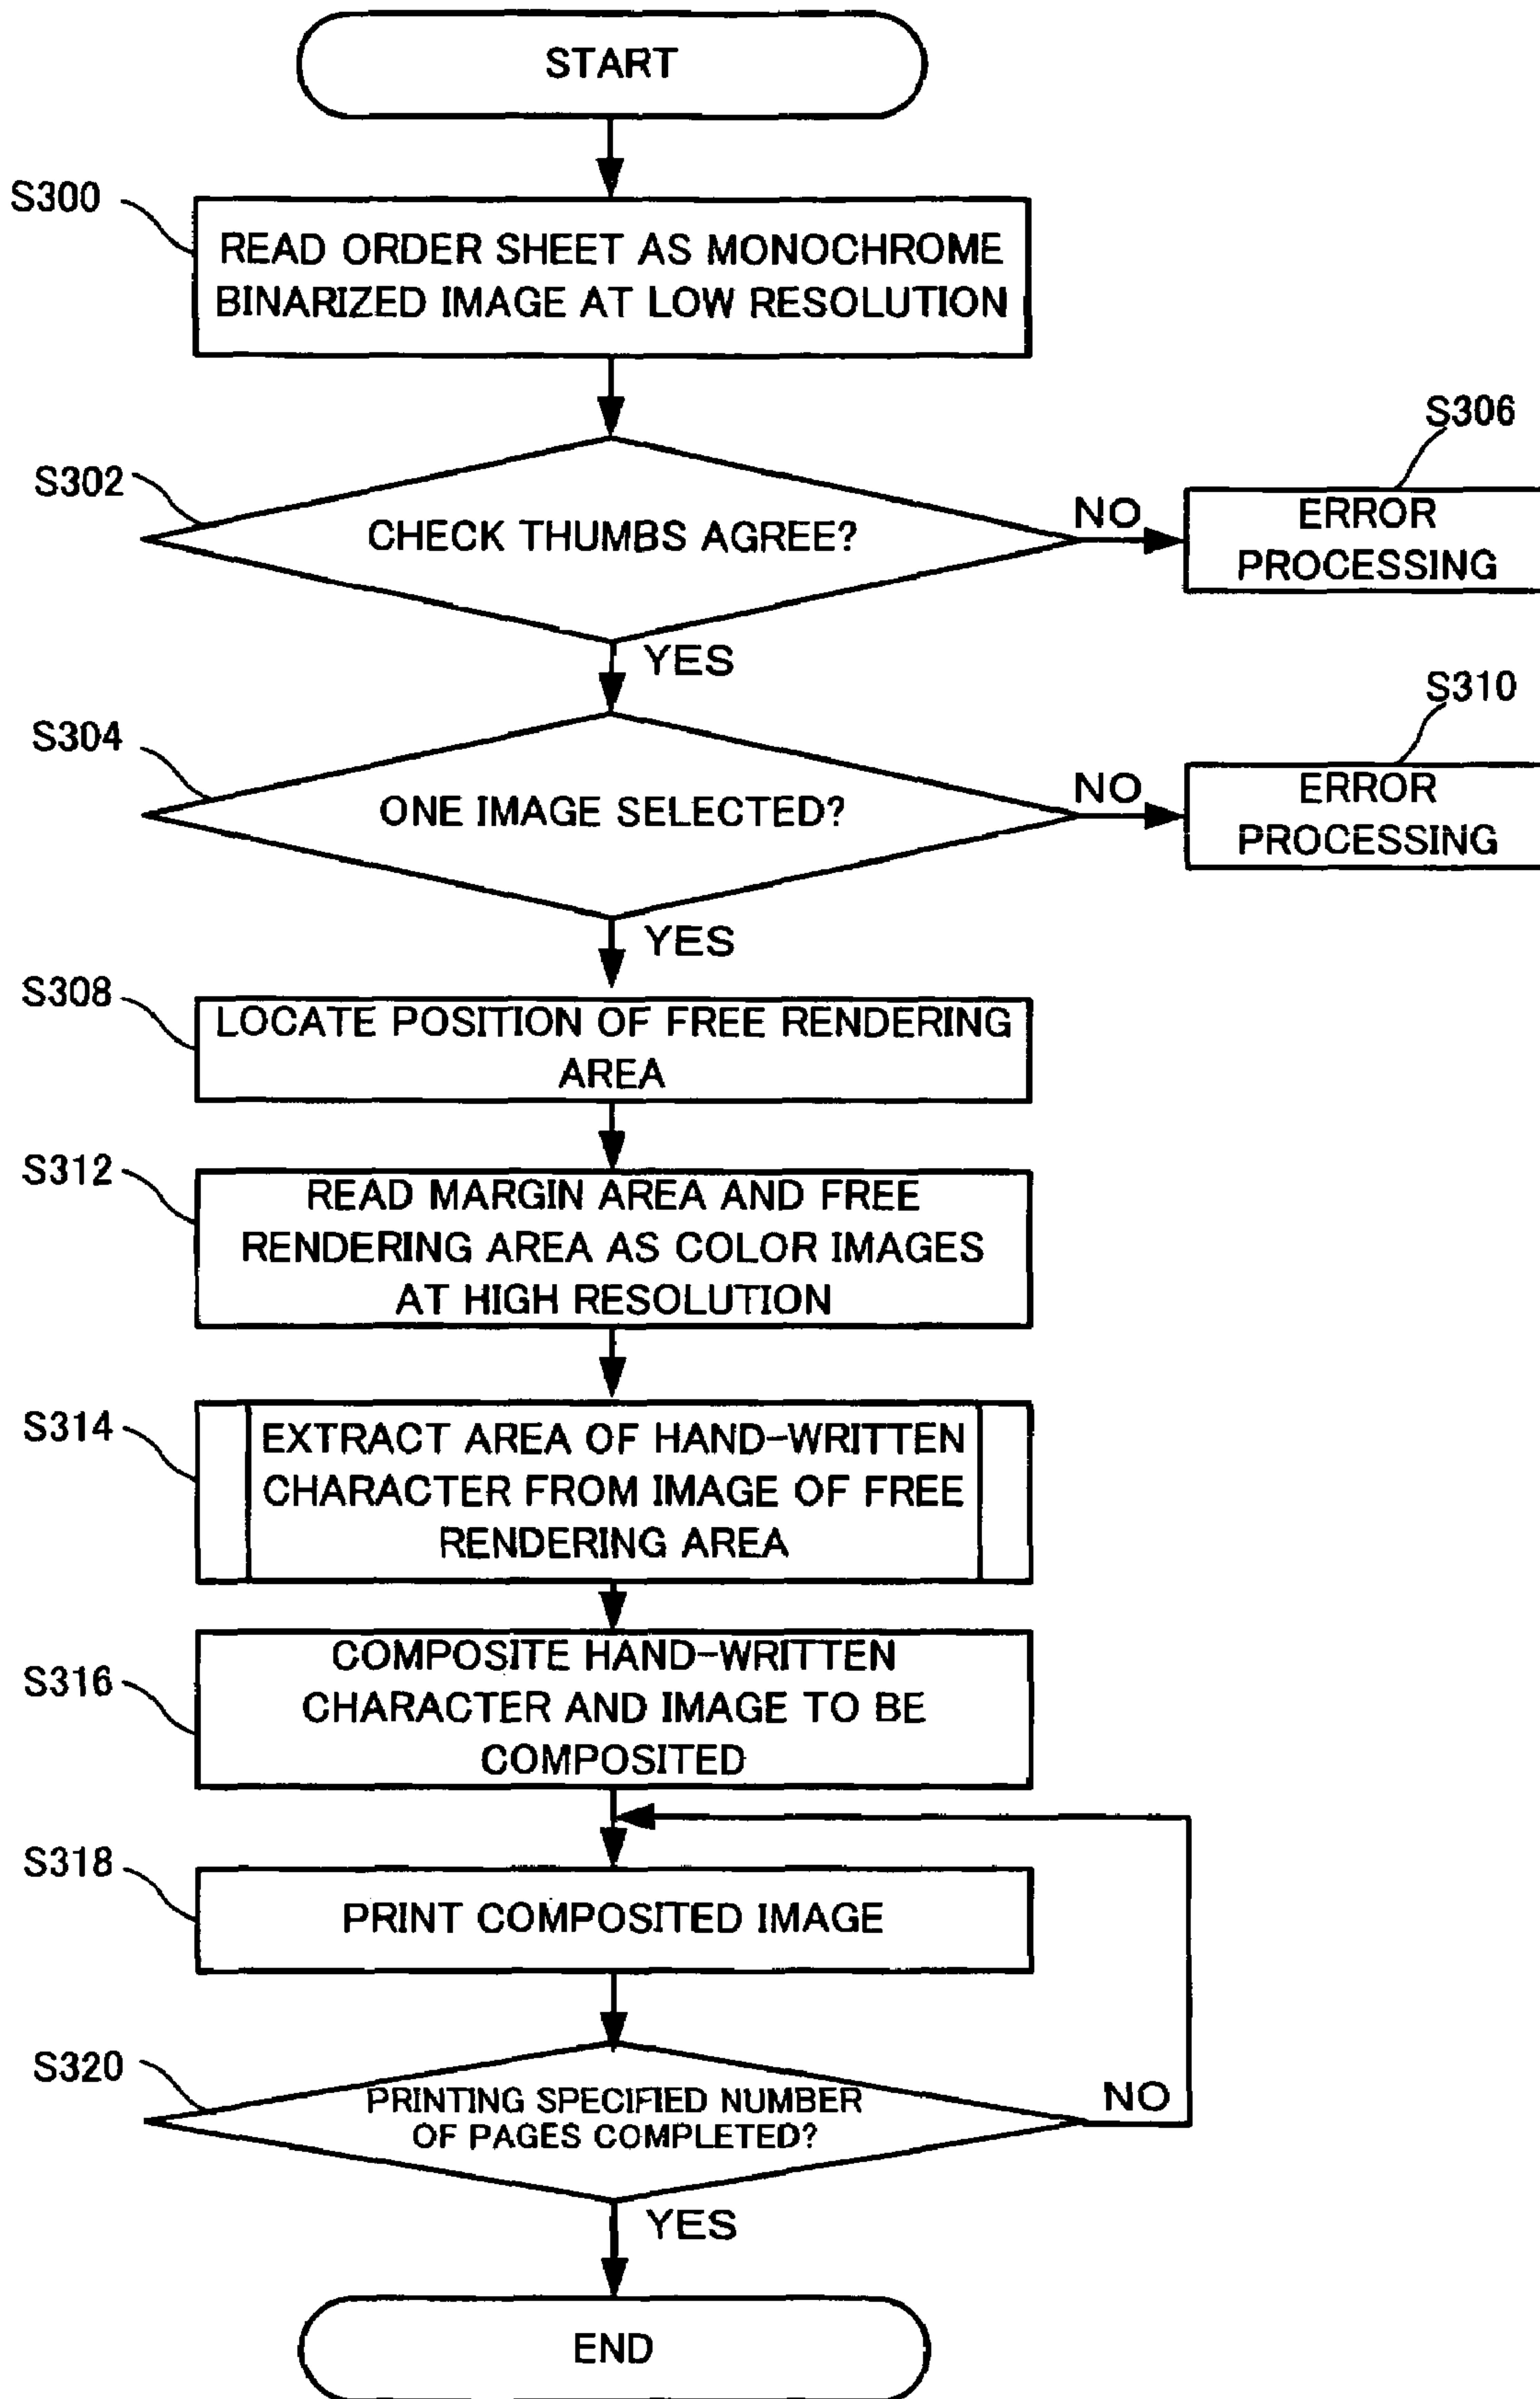 START
S300
READ ORDER SHEET AS MONOCHROME
BINARIZED IMAGE AT LOW RESOLUTION
S302
CHECK THUMBS AGREE?
NO
S306
ERROR
PROCESSING
YES
S304
ONE IMAGE SELECTED?
NO
S310
ERROR
PROCESSING
YES
S308
LOCATE POSITION OF FREE RENDERING
AREA
S312
READ MARGIN AREA AND FREE
RENDERING AREA AS COLOR IMAGES
AT HIGH RESOLUTION
S314
EXTRACT AREA OF HAND-WRITTEN
CHARACTER FROM IMAGE OF FREE
RENDERING AREA
S316
COMPOSITE HAND-WRITTEN
CHARACTER AND IMAGE TO BE
COMPOSITED
S318
PRINT COMPOSITED IMAGE
S320
PRINTING SPECIFIED NUMBER
OF PAGES COMPLETED?
NO
YES
END